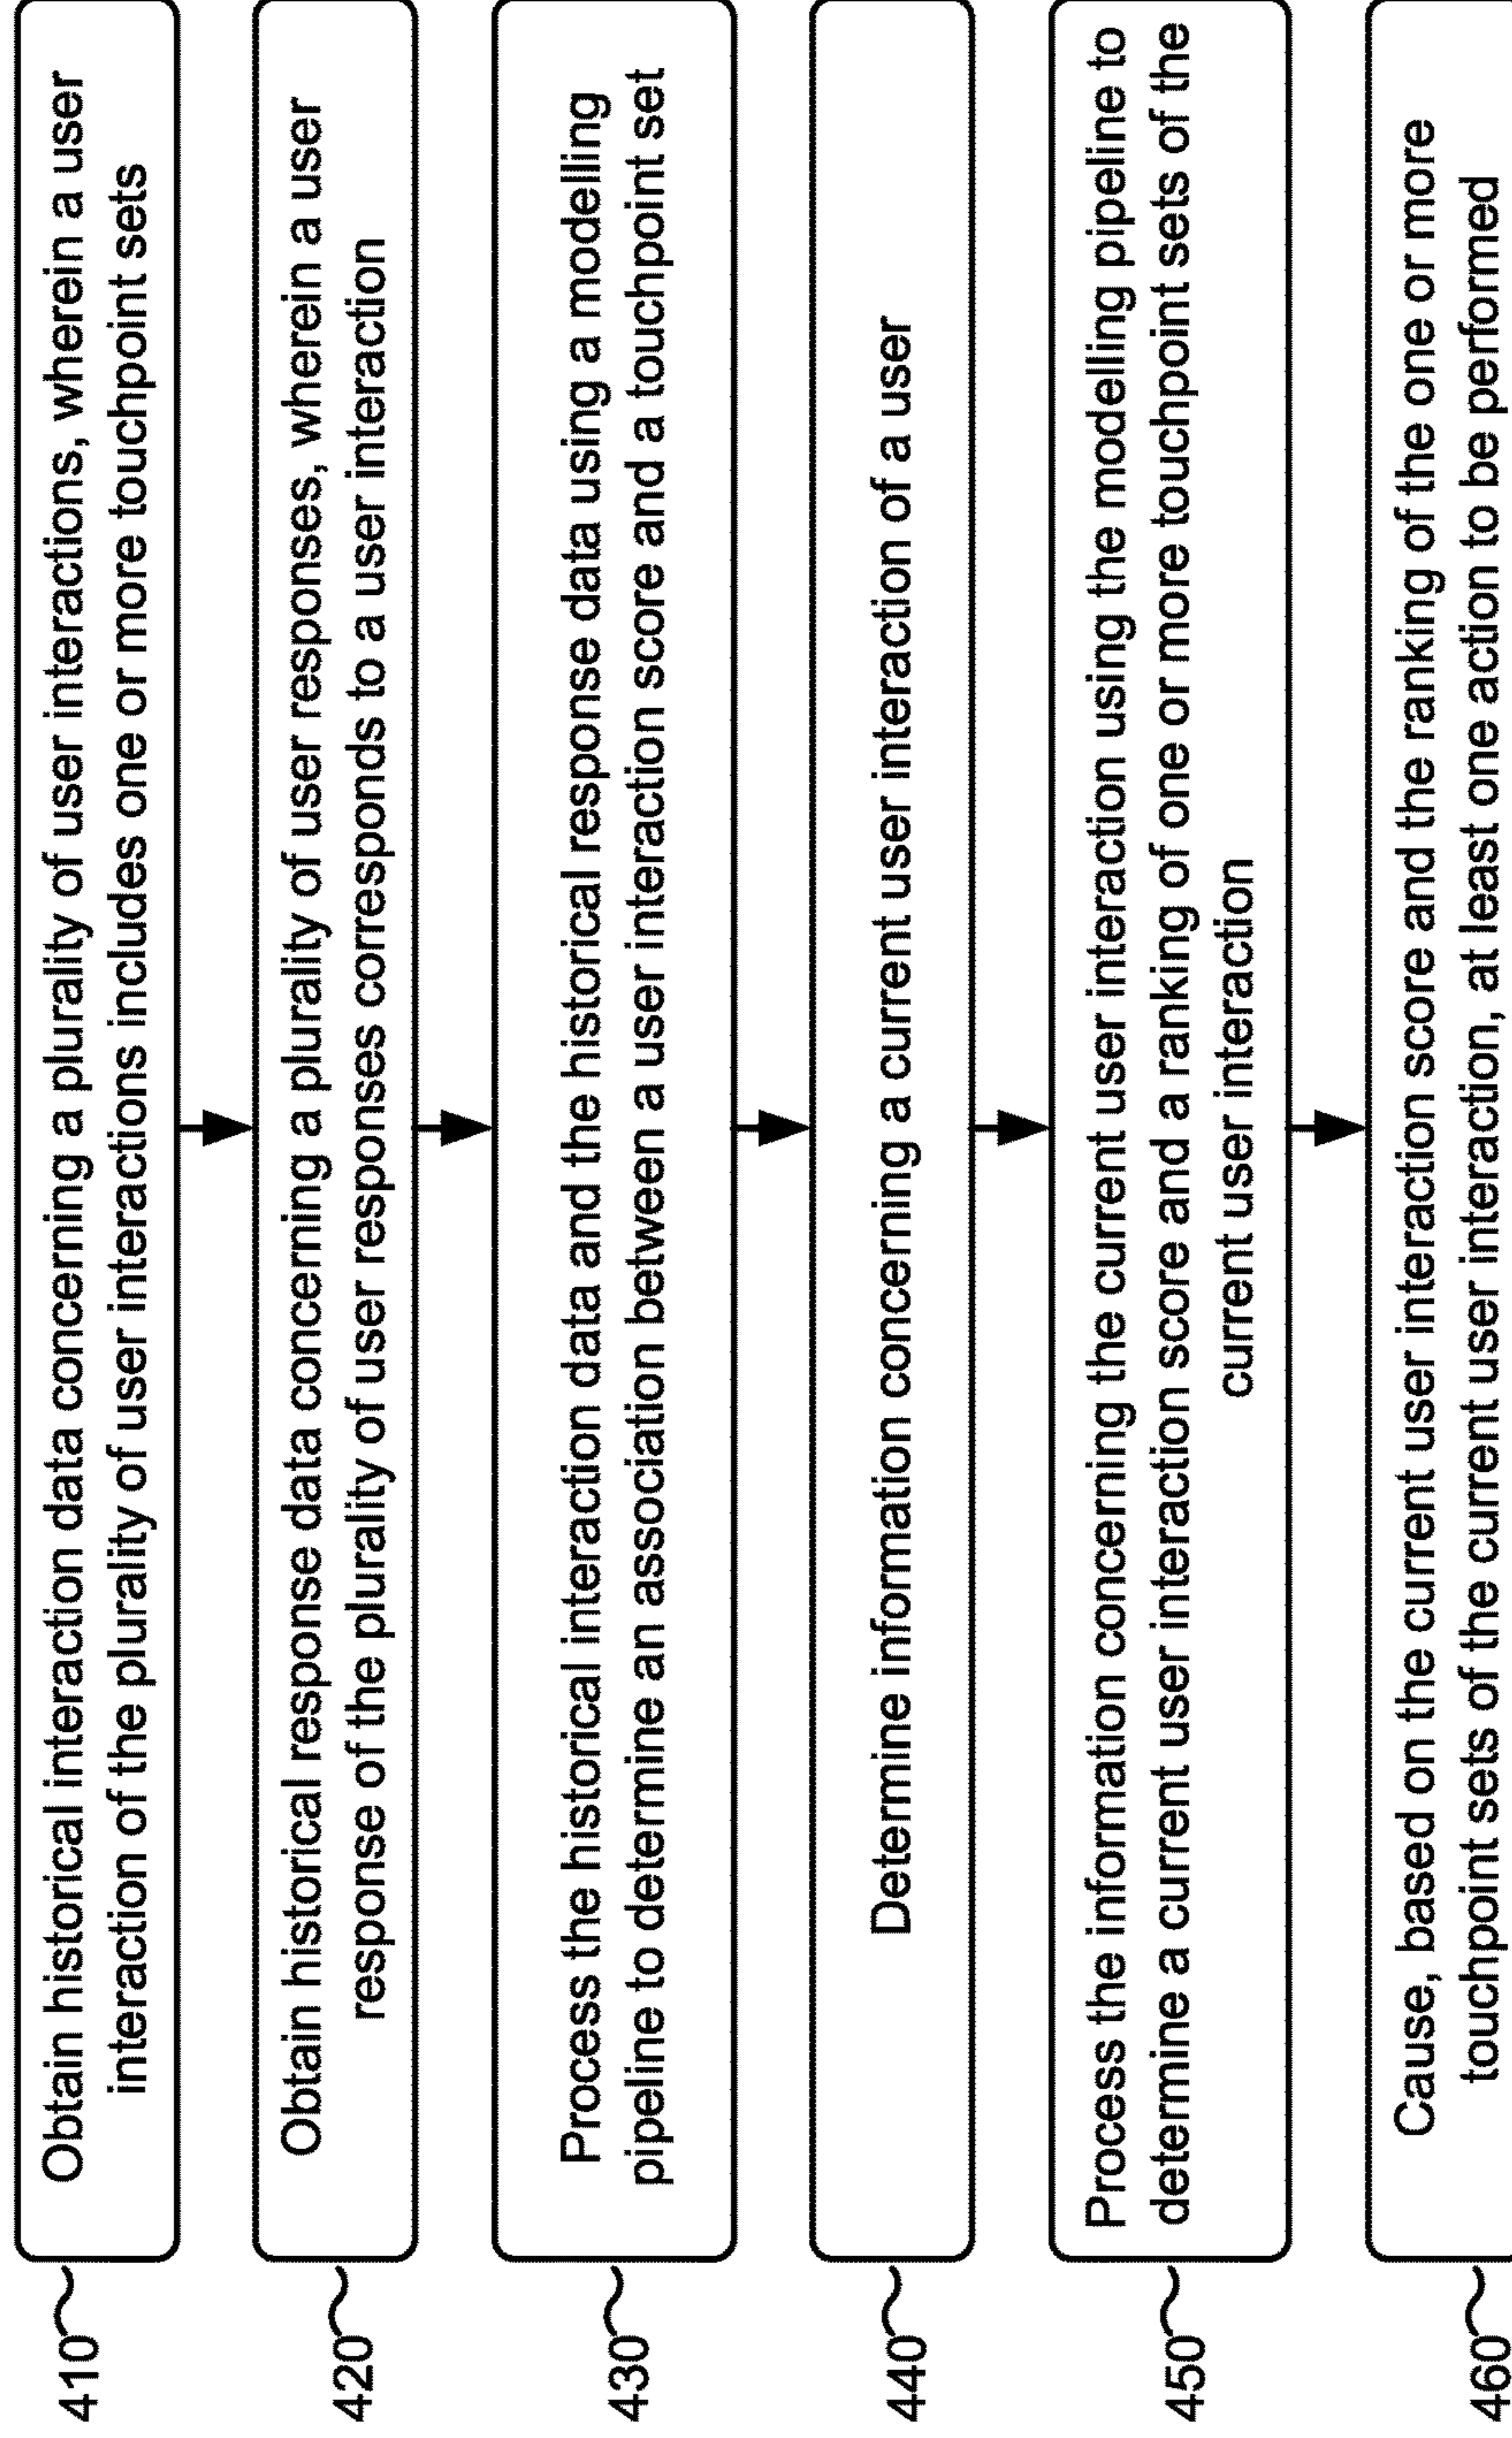 410
Obtain historical interaction data concerning a plurality of user interactions, wherein a user
interaction of the plurality of user interactions includes one or more touchpoint sets
420
Obtain historical response data concerning a plurality of user responses, wherein a user
response of the plurality of user responses corresponds to a user interaction
430
Process the historical interaction data and the historical response data using a modelling
pipeline to determine an association between a user interaction score and a touchpoint set
440
Determine information concerning a current user interaction of a user
450
Process the information concerning the current user interaction using the modelling pipeline to
determine a current user interaction score and a ranking of one or more touchpoint sets of the
current user interaction
460
Cause, based on the current user interaction score and the ranking of the one or more
touchpoint sets of the current user interaction, at least one action to be performed